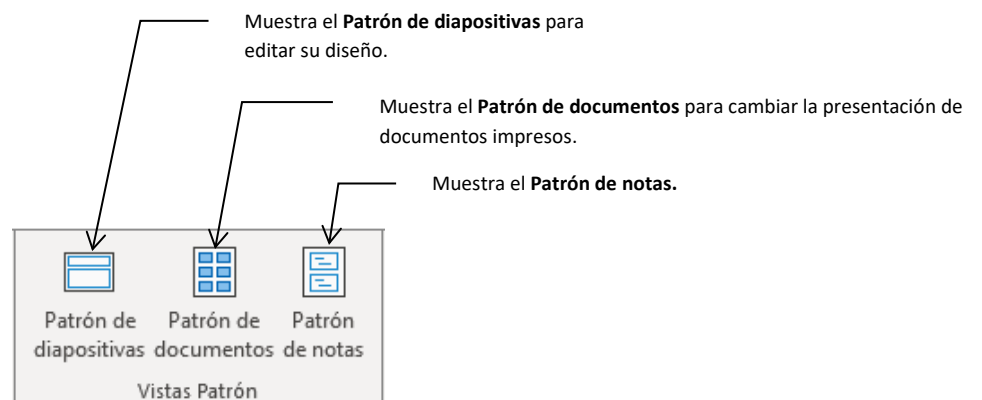 Muestra el Patrón de diapositivas para
editar su diseño.
Muestra el Patrón de documentos para cambiar la presentación de
documentos impresos.
Muestra el Patrón de notas.
Patrón de
diapositivas
Patrón de
documentos
Patrón
de notas
Vistas Patrón